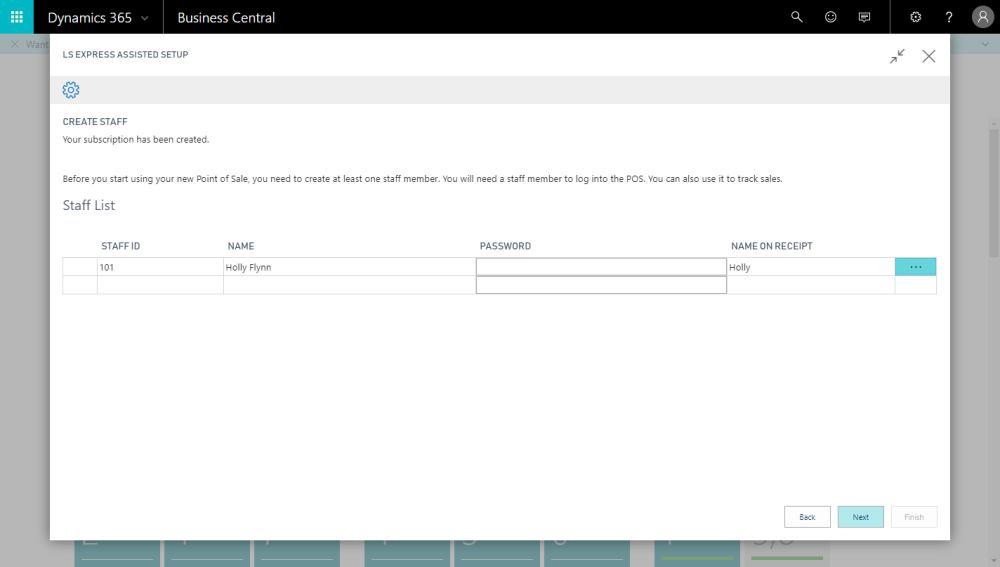 Dynamics 365 Business Central ?
Want
LS EXPRESS ASSISTED SETUP
CREATE STAFF
Your subscription has been created.
Before you start using your new Point of Sale, you need to create at least one staff member. You will need a staff member to log into the POS. You can also use it to track sales.
Staff List
STAFF ID NAME PASSWORD NAME ON RECEIPT
101 Holly Flynn Holly ...
Back Next Finish